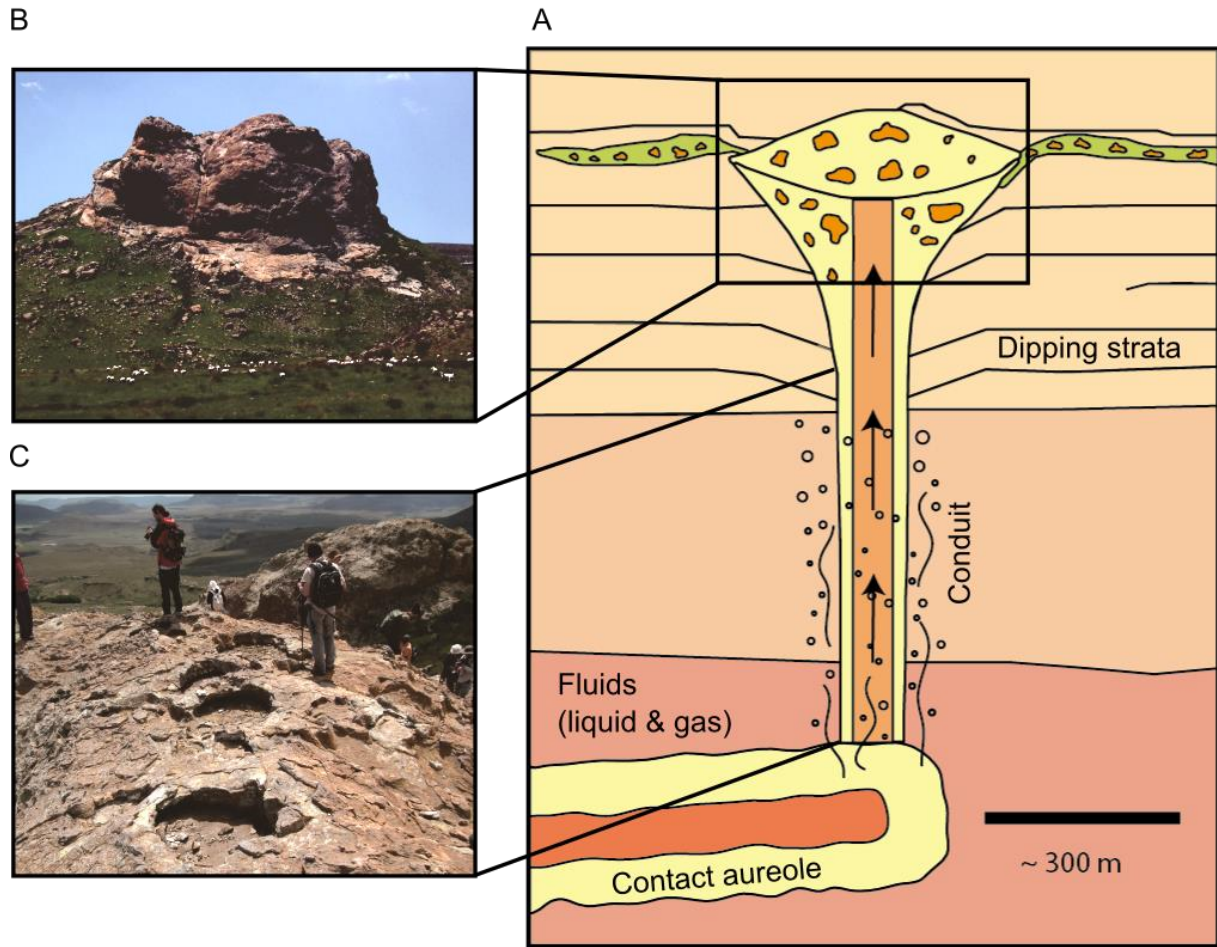 B
A
Dipping strata
C
Conduit
Fluids
(liquid & gas)
~ 300 m
Contact aureole